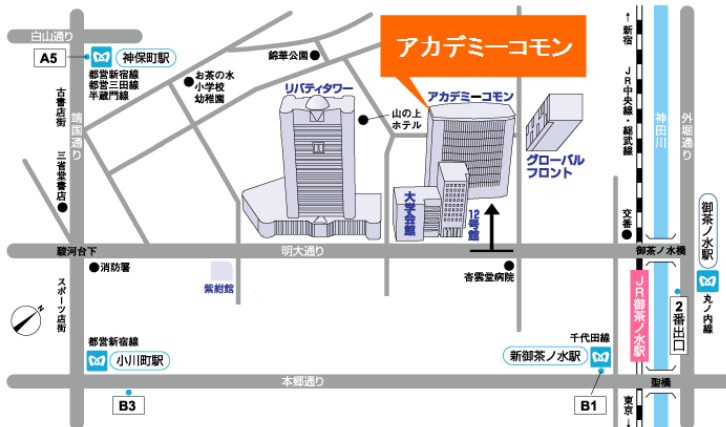 白山通り
A5
神保町駅
都営新宿線
都営三田線
半蔵門線
古書店街
靖国通り
三省堂書店
お茶の水
小学校
幼稚園
錦華公園
リバティタワー
山の上
ホテル
アカデミーコモン
アカデミーコモン
グローバル
フロント
大学会館
12号館
↑新宿
JR中央線・総武線
神田川
外堀通り
交番
御茶ノ水駅
丸ノ内線
駿河台下
明大通り
御茶ノ水橋
消防署
紫紺館
杏雲堂病院
JR御茶ノ水駅
2番出口
スポーツ店街
N
都営新宿線
小川町駅
千代田線
新御茶ノ水駅
本郷通り
聖橋
B3
B1
東京→